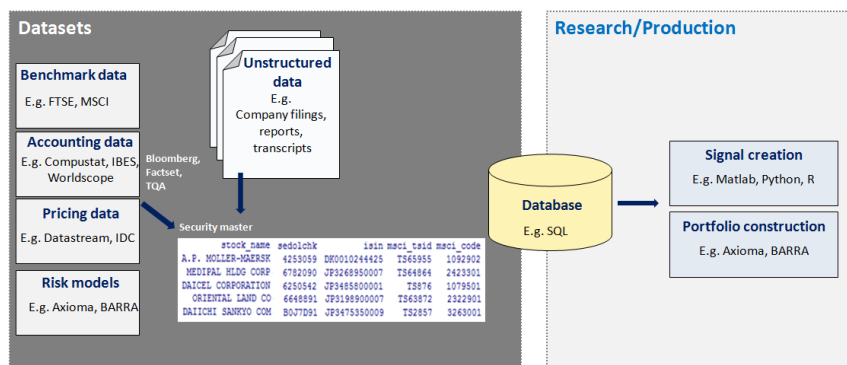 Datasets
Benchmark data
E.g. FTSE, MSCI
Accounting data
E.g. Compustat, IBES,
Worldscope
Pricing data
E.g. Datastream, IDC
Risk models
E.g. Axioma, BARRA
Bloomberg,
Factset,
TQA
Unstructured
data
E.g.
Company filings,
reports,
transcripts
Security master
stock_name sedolchk isin msci_tsid msci_code
A.P. MOLLER-MAERSK 4253059 DK0010244425 TS65955 1092902
MEDIPAL HLDG CORP 6782090 JP3268950007 TS64864 2423301
DAICEL CORPORATION 6250542 JP3485800001 TS876 1079501
ORIENTAL LAND CO 6648891 JP3198900007 TS63872 2322901
DAIICHI SANKYO COM B0J7D91 JP3475350009 TS2857 3263001
Database
E.g. SQL
Research/Production
Signal creation
E.g. Matlab, Python, R
Portfolio construction
E.g. Axioma, BARRA